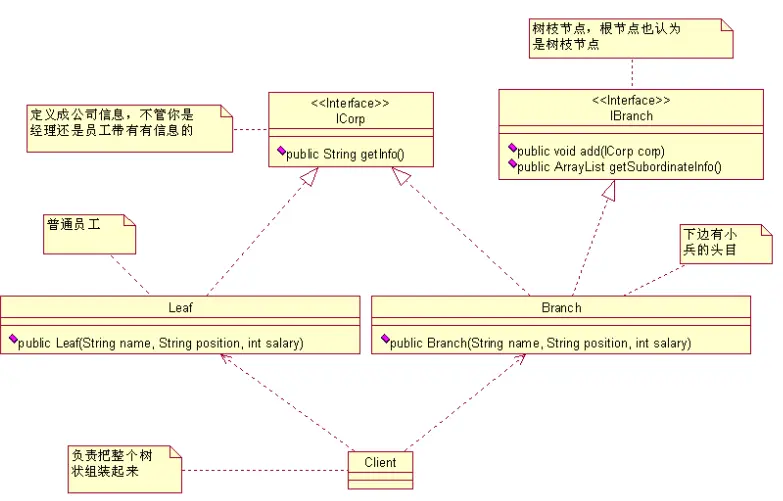 树枝节点，根节点也认为
是树枝节点
定义成公司信息，不管你是
经理还是员工带有有信息的
<<Interface>>
ICorp
public String getInfo()
<<Interface>>
IBranch
public void add(ICorp corp)
public ArrayList getSubordinateInfo()
普通员工
下边有小
兵的头目
Leaf
public Leaf(String name, String position, int salary)
Branch
public Branch(String name, String position, int salary)
负责把整个树
状组装起来
Client